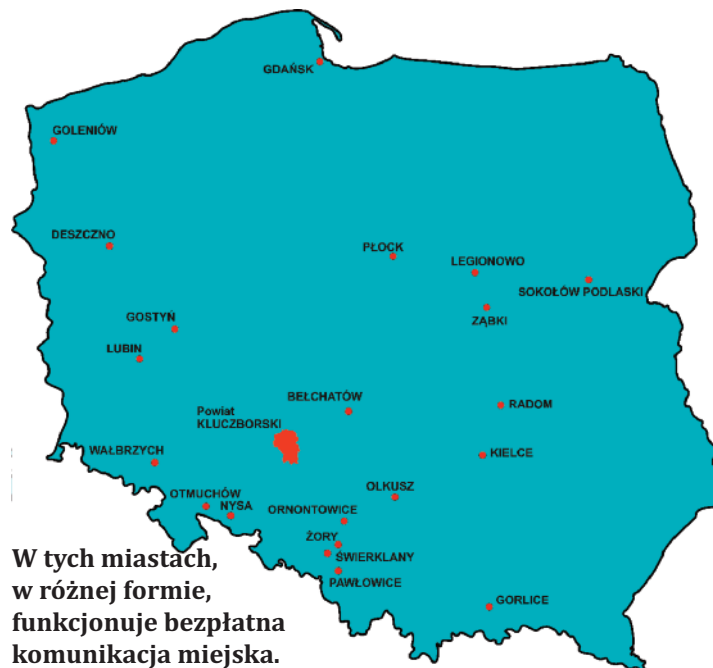 GDAŃSK
GOLENIÓW
DESZCZNO
PŁOCK
LEGIONOWO
SOKOŁÓW PODLASKI
GOSTYŃ
ZĄBKI
LUBIN
BEŁCHATÓW
RADOM
Powiat
KLUCZBORSKI
WAŁBRZYCH
KIELCE
OLKUSZ
OTMUCHÓW
NYSA
ORNONTOWICE
ŻORY
ŚWIERKLANY
PAWŁOWICE
GORLICE
W tych miastach,
w różnej formie,
funkcjonuje bezpłatna
komunikacja miejska.